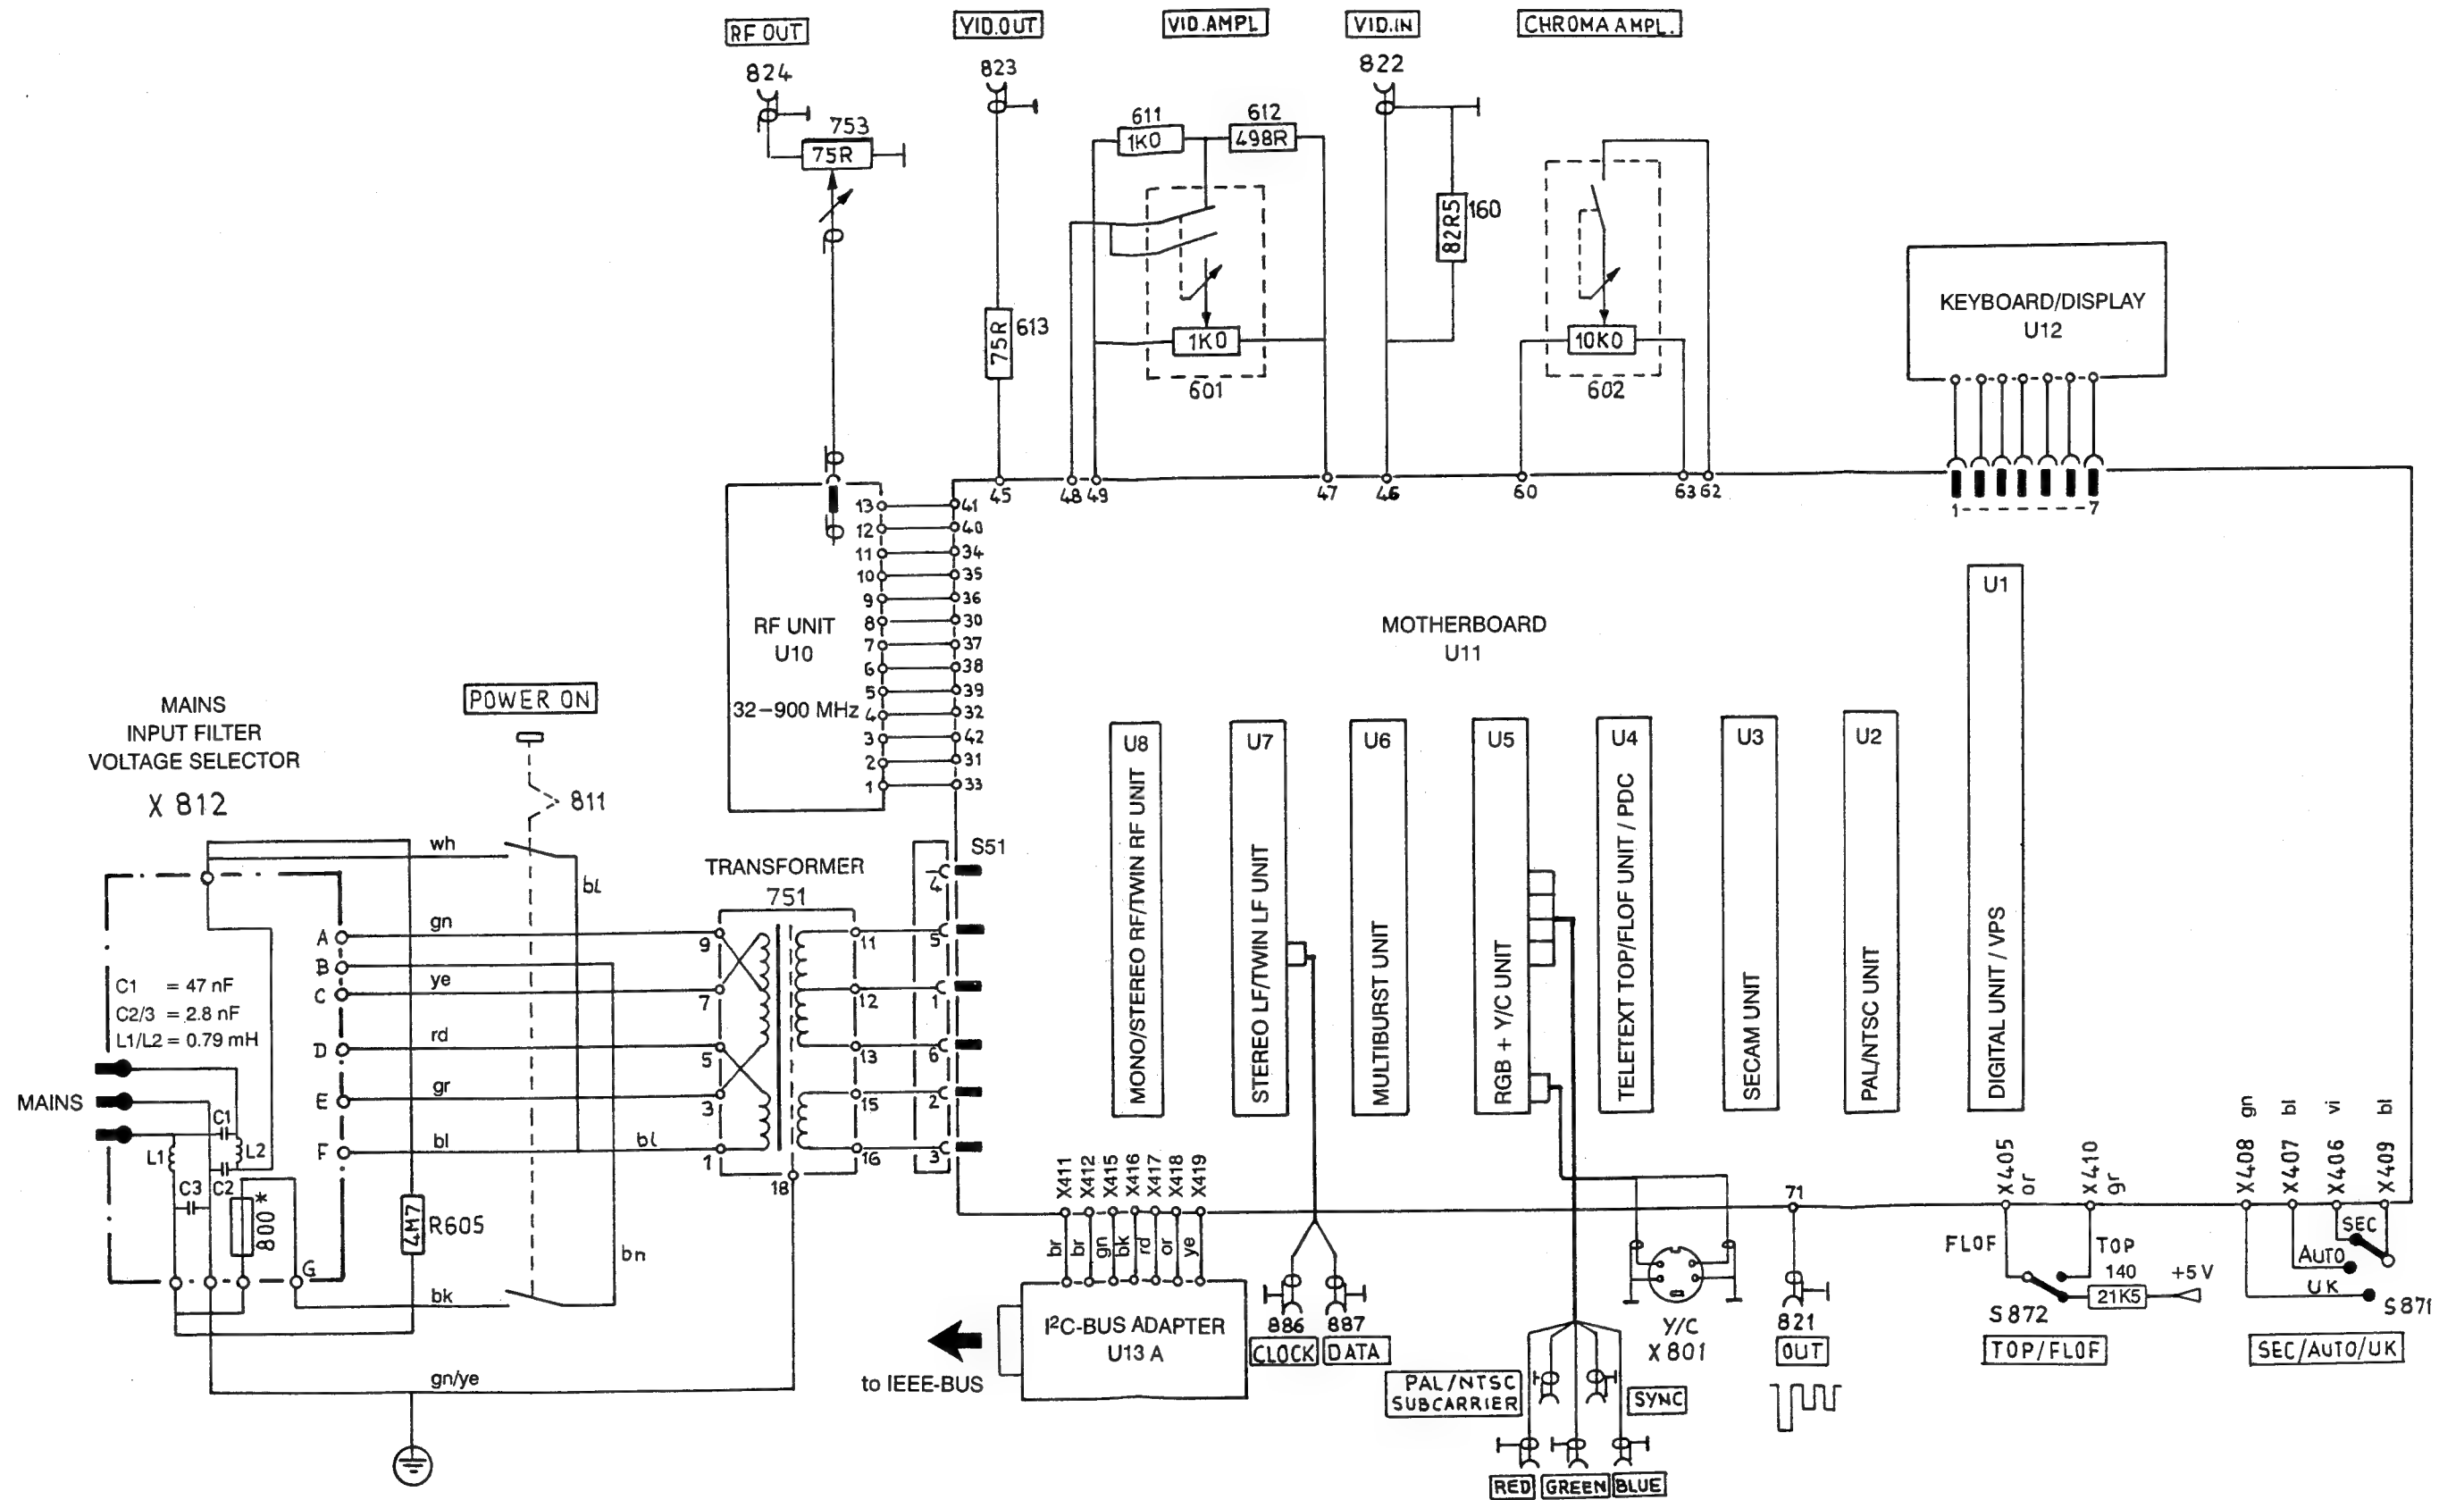 RF OUT
824
753
75R
VID.OUT
823
75R
613
VID.AMPL
611
1K0
612
498R
1K0
601
VID.IN
822
82R5
160
CHROMA AMPL.
10K0
602
KEYBOARD/DISPLAY
U12
1-------7
45
48
49
47
46
60
63
62
RF UNIT
U10
32–900 MHz
13
12
11
10
9
8
7
6
5
4
3
2
1
41
40
34
35
36
30
37
38
39
32
42
31
33
MOTHERBOARD
U11
U8
MONO/STEREO RF/TWIN RF UNIT
U7
STEREO LF/TWIN LF UNIT
U6
MULTIBURST UNIT
U5
RGB + Y/C UNIT
U4
TELETEXT TOP/FLOF UNIT / PDC
U3
SECAM UNIT
U2
PAL/NTSC UNIT
U1
DIGITAL UNIT / VPS
MAINS
INPUT FILTER
VOLTAGE SELECTOR
X 812
POWER ON
811
wh
bl
A
gn
B
C
ye
D
rd
E
gr
F
bl
bl
C1 = 47 nF
C2/3 = 2.8 nF
L1/L2 = 0.79 mH
MAINS
C1
L1
L2
C3
C2
800*
G
4M7
R605
bn
bk
gn/ye
TRANSFORMER
751
9
7
5
3
1
11
12
13
15
16
18
S51
4
5
1
6
2
3
X411
X412
X415
X416
X417
X418
X419
br
br
gn
bk
rd
or
ye
I²C-BUS ADAPTER
U13 A
to IEEE-BUS
886
887
CLOCK
DATA
PAL/NTSC
SUBCARRIER
SYNC
RED
GREEN
BLUE
Y/C
X801
71
821
OUT
X405
or
X410
gr
FLOF
TOP
140
21K5
+5 V
S872
TOP/FLOF
X408 gn
X407 bl
X406 vi
X409 bl
SEC
AUTO
UK
S871
SEC/AUTO/UK